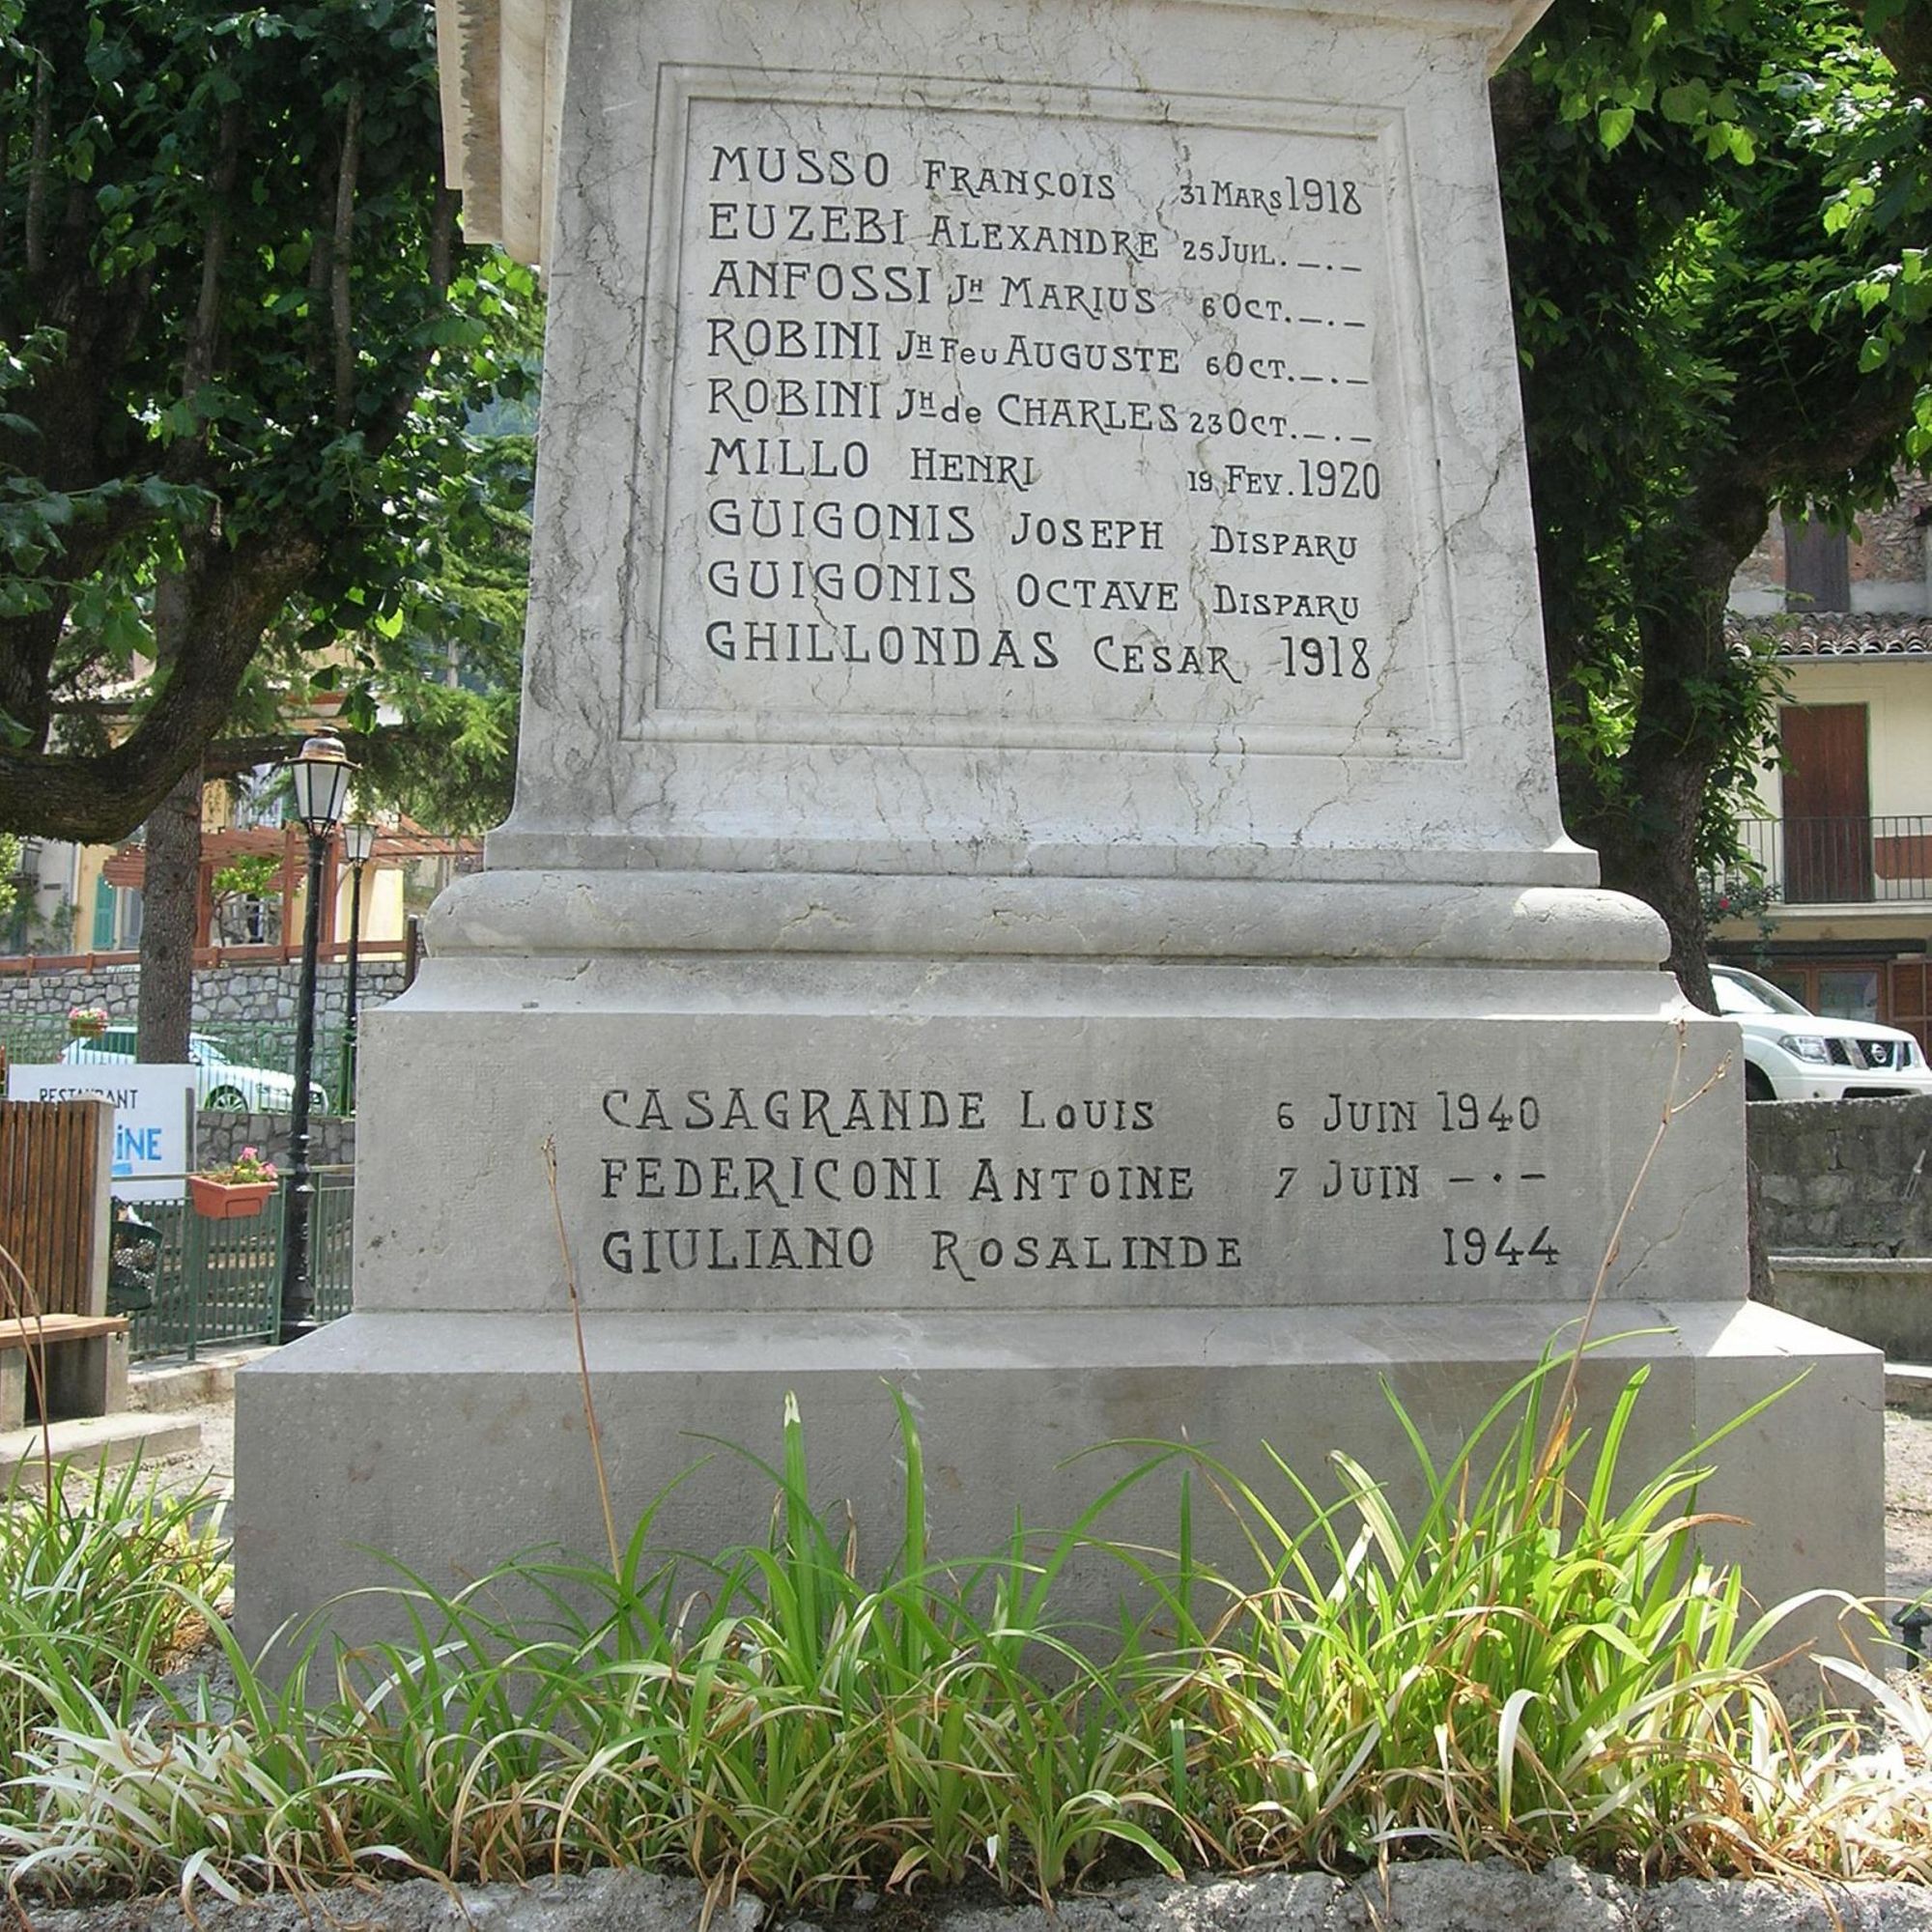 MUSSO FRANÇOIS 31 MARS 1918
EUZEBI ALEXANDRE 25 JUIL. _._
ANFOSSI JH MARIUS 6 OCT. _._
ROBINI JH Feu AUGUSTE 6 OCT. _._
ROBINI JH de CHARLES 23 OCT. _._
MILLO HENRI 19 FEV. 1920
GUIGONIS JOSEPH DISPARU
GUIGONIS OCTAVE DISPARU
GHILLONDAS CESAR 1918
CASAGRANDE LOUIS 6 JUIN 1940
FEDERICONI ANTOINE 7 JUIN -·-
GIULIANO ROSALINDE 1944
RESTAURANT